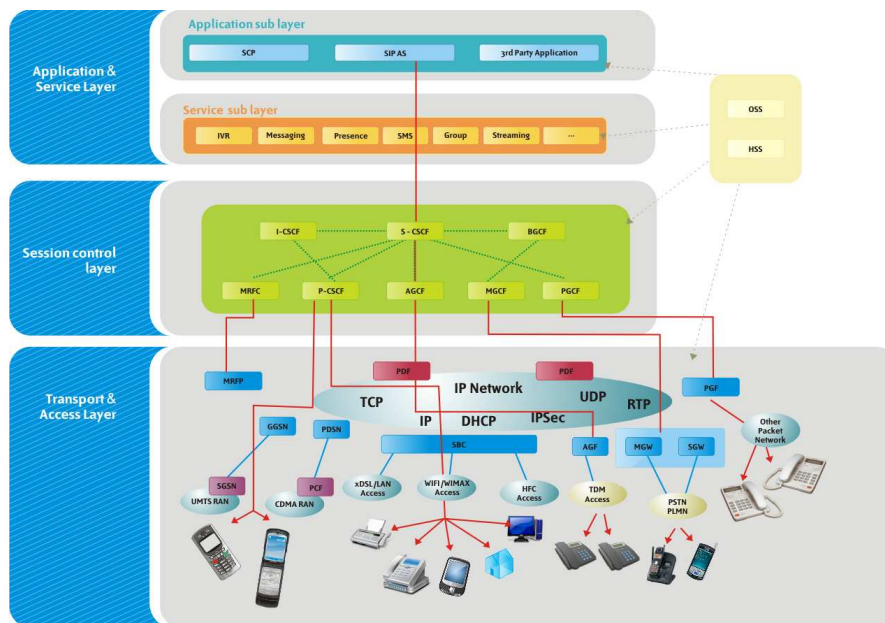 Application sub layer
SCP
SIP AS
3rd Party Application
Application &
Service Layer
Service sub layer
IVR
Messaging
Presence
SMS
Group
Streaming
...
OSS
HSS
Session control
layer
I-CSCF
S - CSCF
BGCF
MRFC
P-CSCF
AGCF
MGCF
PGCF
Transport &
Access Layer
MRFP
PDF
PDF
PGF
IP Network
TCP
UDP
RTP
IP
DHCP
IPSec
GGSN
PDSN
SBC
AGF
MGW
SGW
Other
Packet
Network
SGSN
UMTS RAN
PCF
CDMA RAN
xDSL/LAN
Access
WIFI/WIMAX
Access
HFC
Access
TDM
Access
PSTN
PLMN